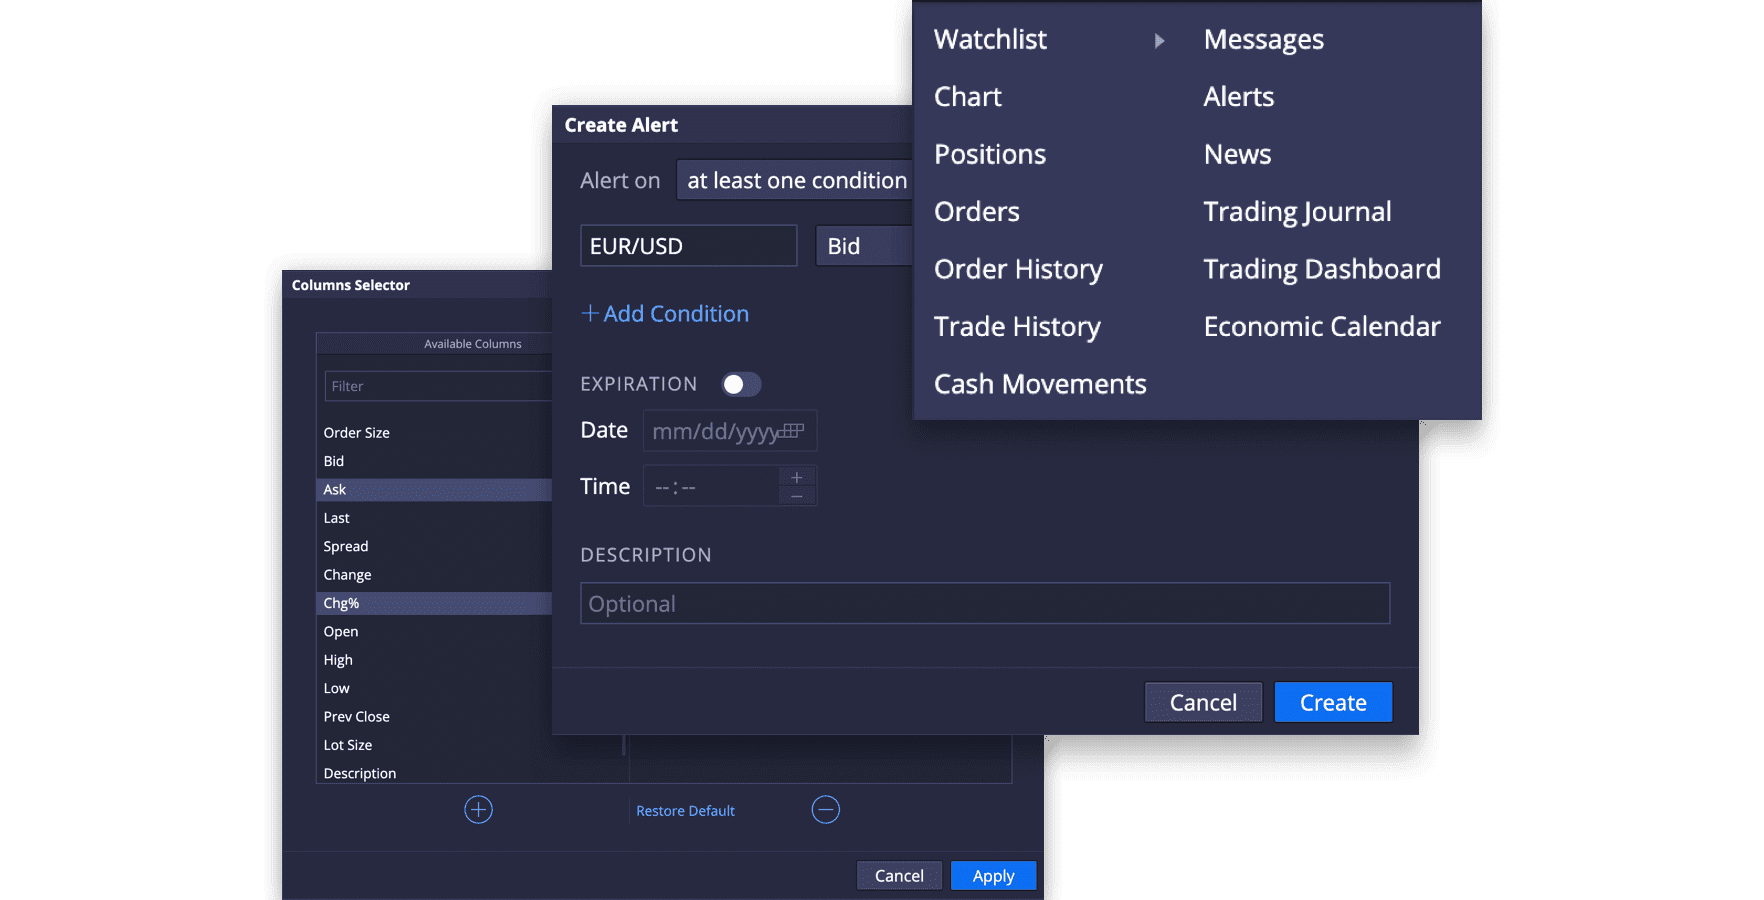 Watchlist
Chart
Positions
Orders
Order History
Trade History
Cash Movements
Messages
Alerts
News
Trading Journal
Trading Dashboard
Economic Calendar
Create Alert
Alert on at least one condition
EUR/USD Bid
+ Add Condition
EXPIRATION
Date mm/dd/yyyy
Time --:--
DESCRIPTION
Optional
Cancel Create
Columns Selector
Available Columns
Filter
Order Size
Bid
Ask
Last
Spread
Change
Chg%
Open
High
Low
Prev Close
Lot Size
Description
Restore Default
Cancel Apply